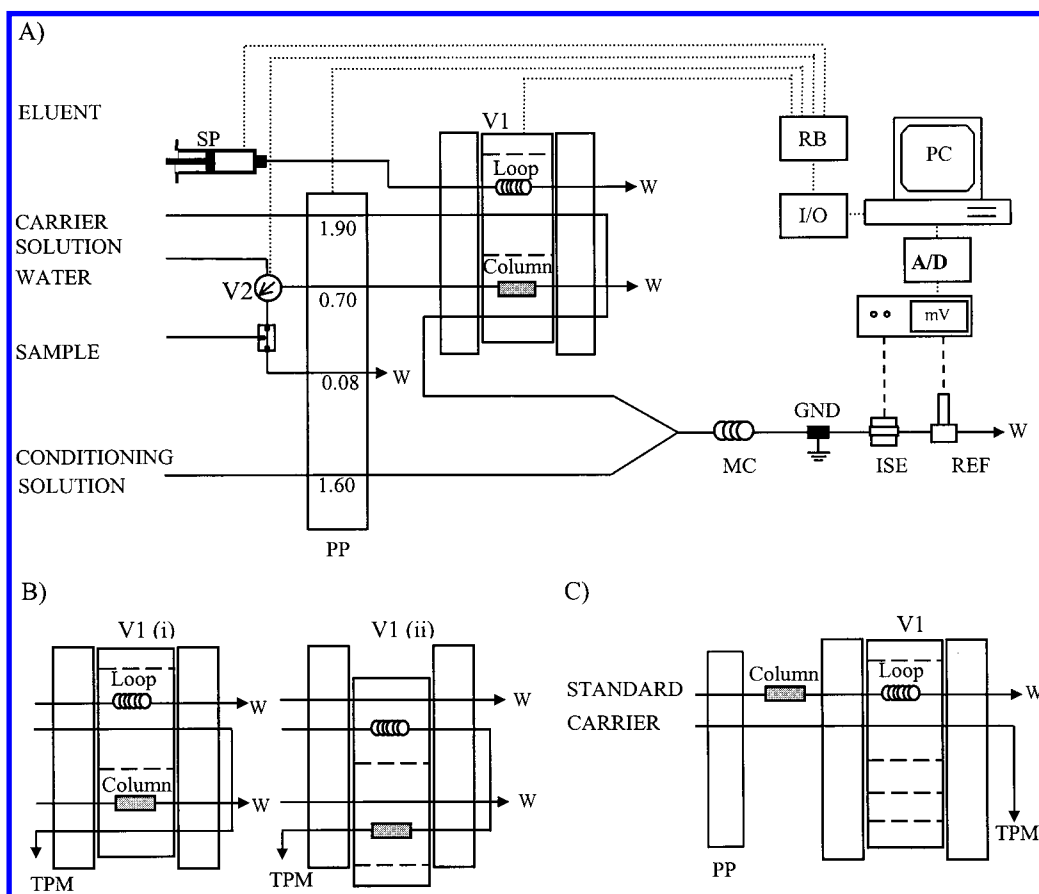 A)
ELUENT
SP
V1
Loop
W
RB
PC
I/O
CARRIER
SOLUTION
1.90
WATER
V2
0.70
Column
W
A/D
mV
SAMPLE
0.08
W
CONDITIONING
SOLUTION
1.60
PP
MC
GND
ISE
REF
W
B)
V1 (i)
Loop
W
Column
W
TPM
V1 (ii)
W
W
TPM
C)
V1
STANDARD
Column
Loop
W
CARRIER
PP
TPM